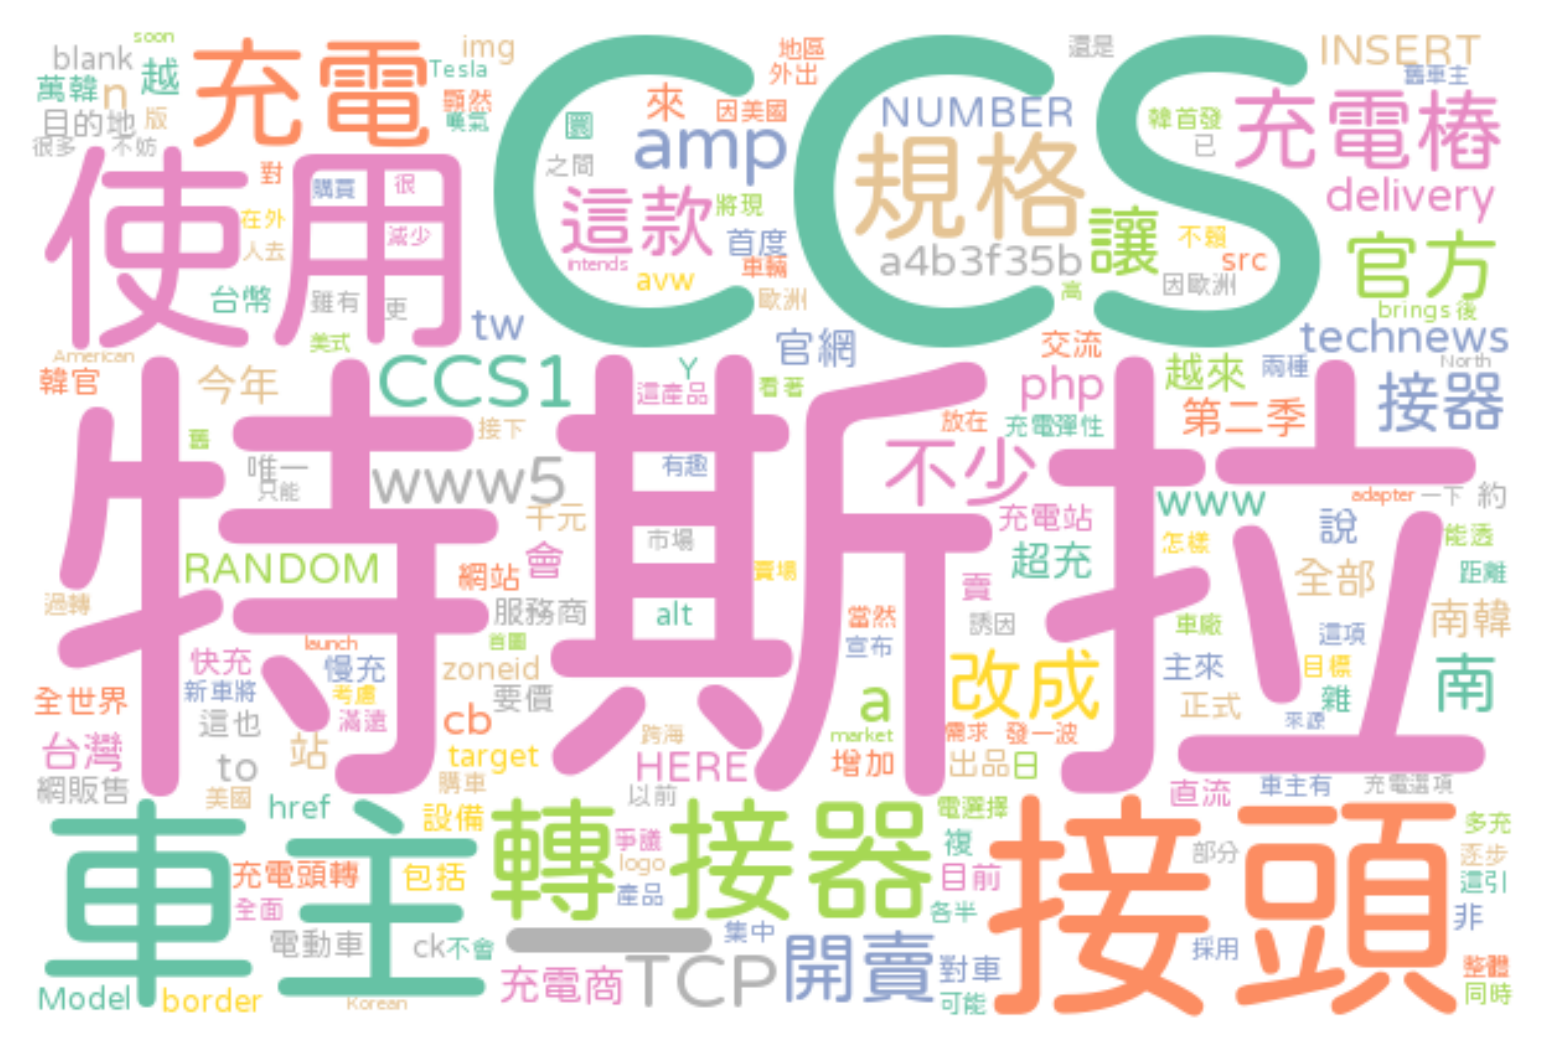 soon
blank
充電
img
Tesla
CCS
地區
外出
還是
INSERT
舊車主
萬韓
n
越
顯然
嘆氣
來
因美國
NUMBER
充電樁
目的地
版
很多
不妨
amp
規格
韓首發
已
之間
delivery
使用
對
購買
很
這款
將現
讓
不賴
在外
減少
首度
官方
人去
intends
車輛
a4b3f35b
src
avw
因歐洲
台幣
雖有
更
歐洲
高
brings
後
tw
technews
美式
官網
交流
American
North
韓官
今年
CCS1
Y
這產品
看著
php
越來
兩種
接器
特斯拉
舊
接下
放在
充電彈性
第二季
唯一
只能
www5
有趣
不少
www
adapter
一下
約
千元
市場
充電站
說
能透
RANDOM
網站
會
賣場
超充
怎樣
全部
距離
過轉
服務商
alt
賣
當然
誘因
車廠
南韓
launch
首圖
宣布
這項
快充
慢充
zoneid
改成
主來
目標
南
全世界
新車將
考慮
要價
a
正式
雜
這也
滿遠
cb
跨海
market
需求
發一波
來源
台灣
站
target
HERE
增加
出品
日
to
網販售
美國
購車
以前
直流
車主有
充電選項
href
設備
轉接器
電選擇
接頭
多充
車主
爭議
複
部分
逐步
充電頭轉
包括
logo
目前
這引
全面
產品
各半
非
電動車
ck
不會
一
集中
採用
充電商
TCP
開賣
對車
整體
Model
border
Korean
可能
同時